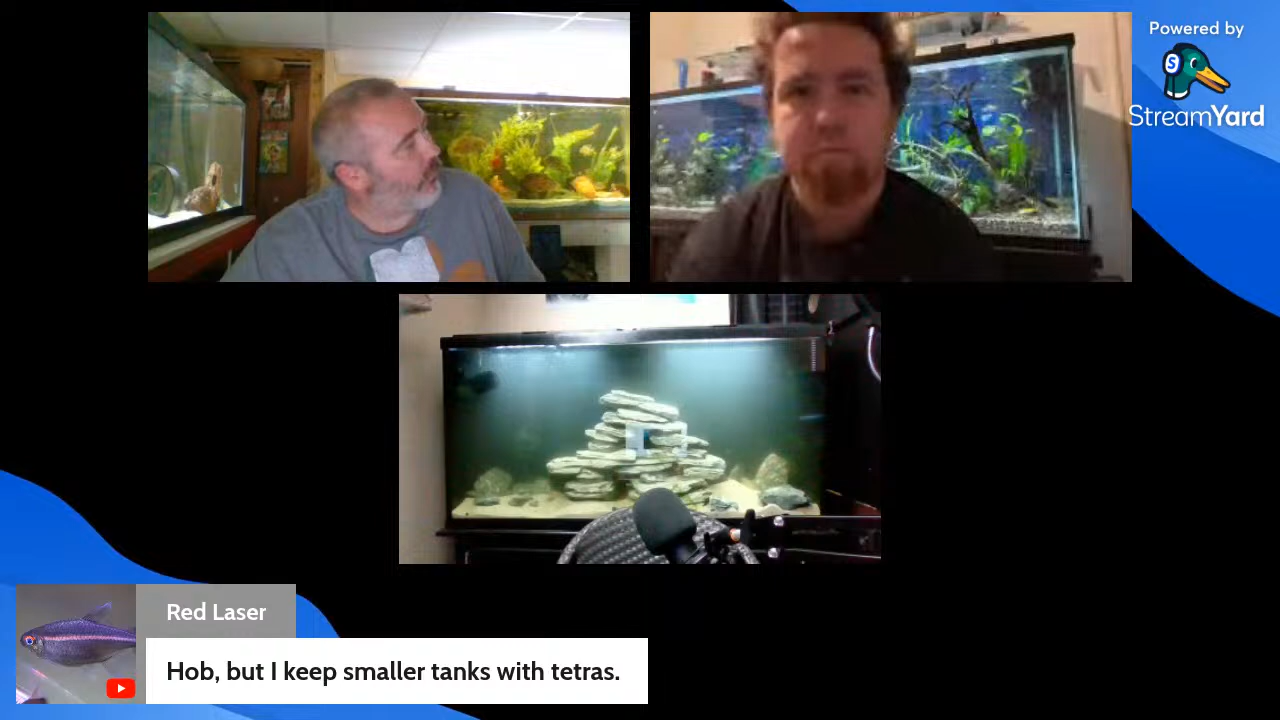 Powered by
StreamYard
Red Laser
Hob, but I keep smaller tanks with tetras.